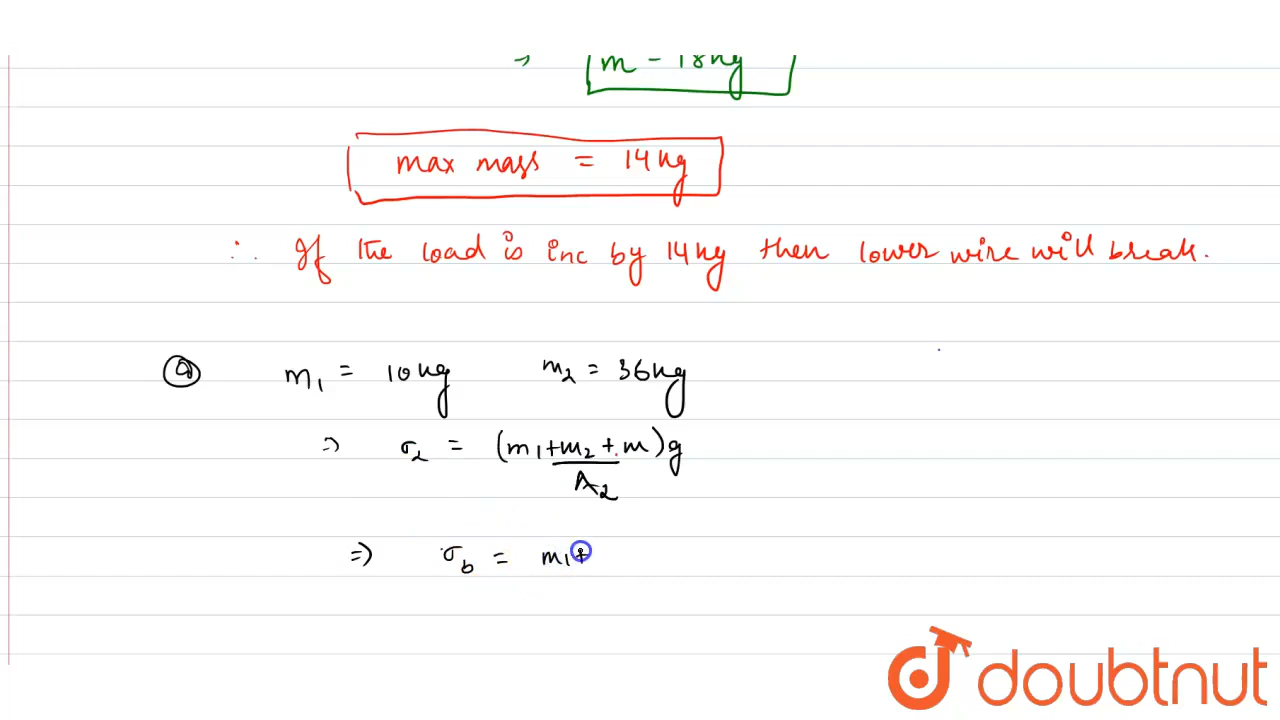 ⇒ m = 18kg
max mass = 14kg
∴ If the load is inc by 14kg then lower wire will break.
ⓐ m₁ = 10kg m₂ = 36kg
⇒ σ₂ = (m₁+m₂+m)g
A₂
⇒ σb = m₁+
doubtnut